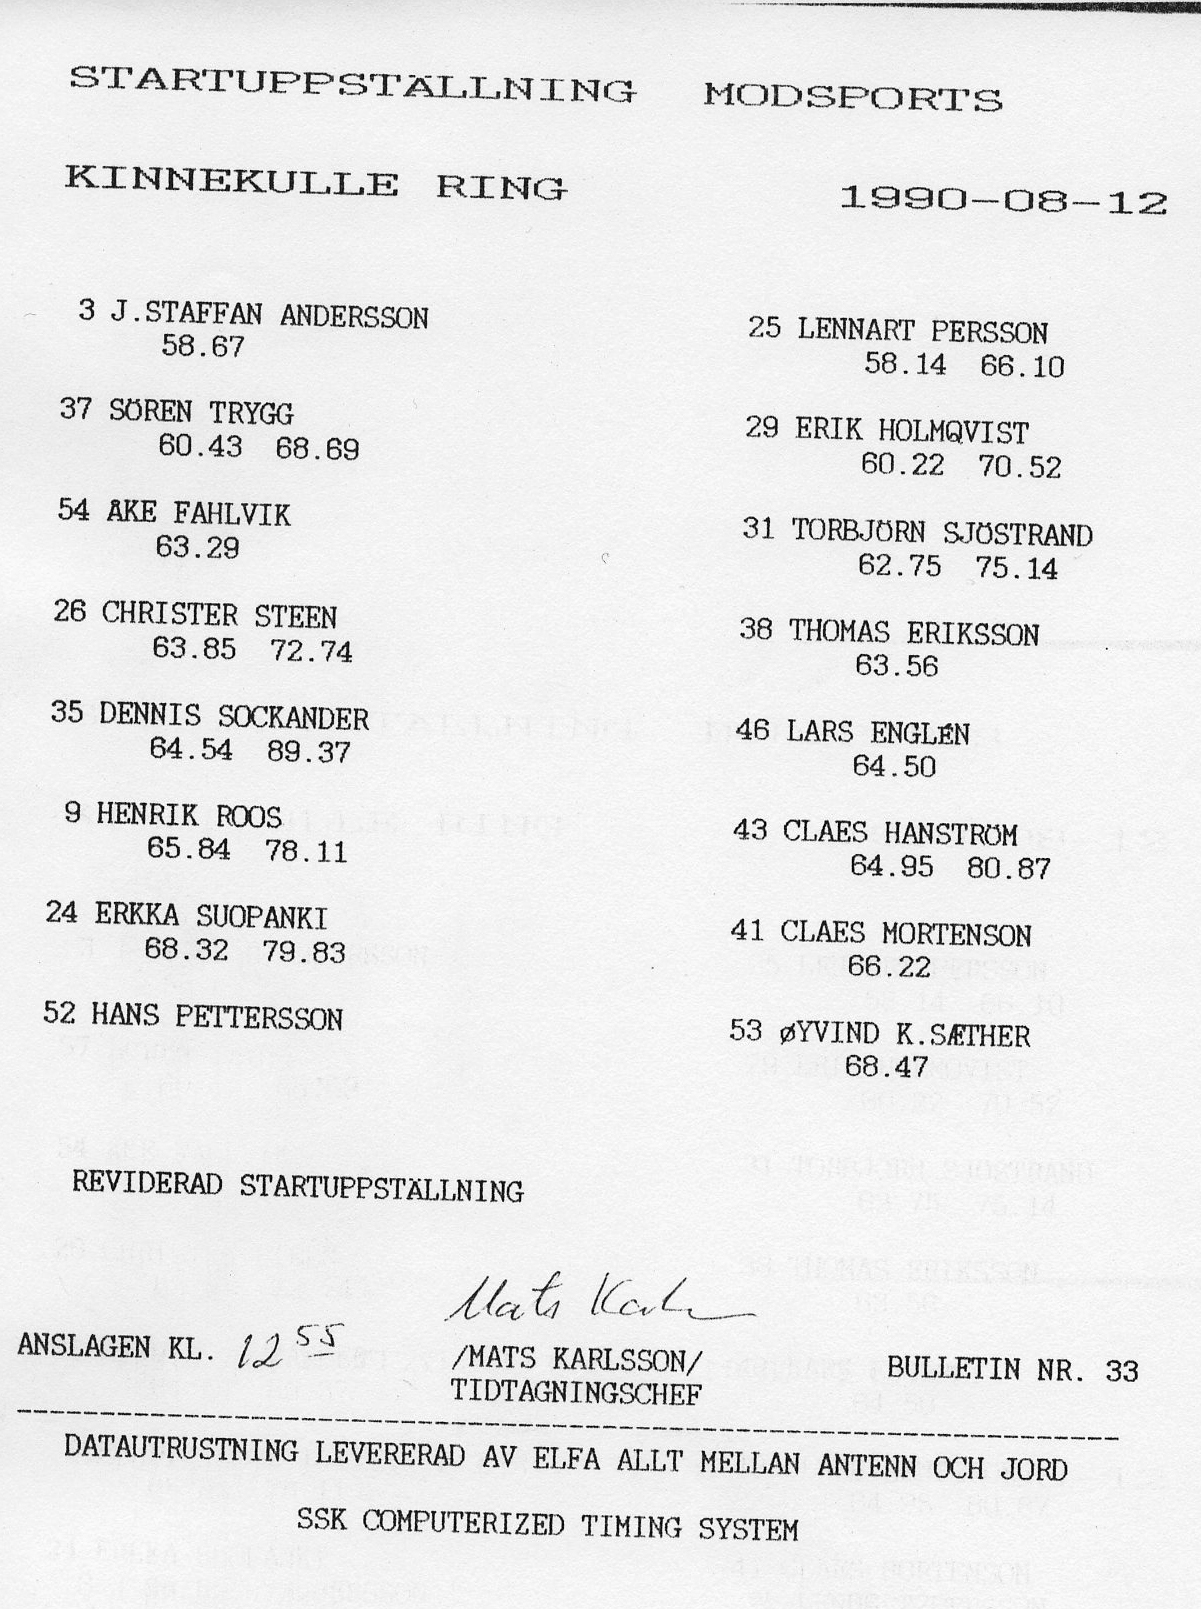 STARTUPPSTÄLLNING MODSPORTS
KINNEKULLE RING 1990-08-12
3 J.STAFFAN ANDERSSON
58.67
25 LENNART PERSSON
58.14 66.10
37 SÖREN TRYGG
60.43 68.69
29 ERIK HOLMQVIST
60.22 70.52
54 ÅKE FAHLVIK
63.29
31 TORBJÖRN SJÖSTRAND
62.75 75.14
26 CHRISTER STEEN
63.85 72.74
38 THOMAS ERIKSSON
63.56
35 DENNIS SOCKANDER
64.54 89.37
46 LARS ENGLÉN
64.50
9 HENRIK ROOS
65.84 78.11
43 CLAES HANSTRÖM
64.95 80.87
24 ERKKA SUOPANKI
68.32 79.83
41 CLAES MORTENSON
66.22
52 HANS PETTERSSON
53 ØYVIND K.SÆTHER
68.47
REVIDERAD STARTUPPSTÄLLNING
Mats Karlsson
ANSLAGEN KL. 12 55 /MATS KARLSSON/ BULLETIN NR. 33
TIDTAGNINGSCHEF
DATAUTRUSTNING LEVERERAD AV ELFA ALLT MELLAN ANTENN OCH JORD
SSK COMPUTERIZED TIMING SYSTEM